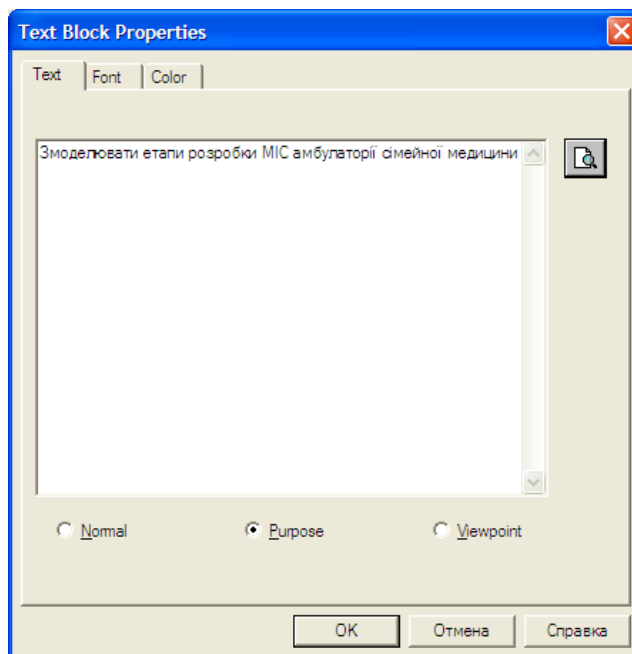 Text Block Properties
Text Font Color
Змоделювати етапи розробки МІС амбулаторії сімейної медицини
Normal Purpose Viewpoint
OK Отмена Справка